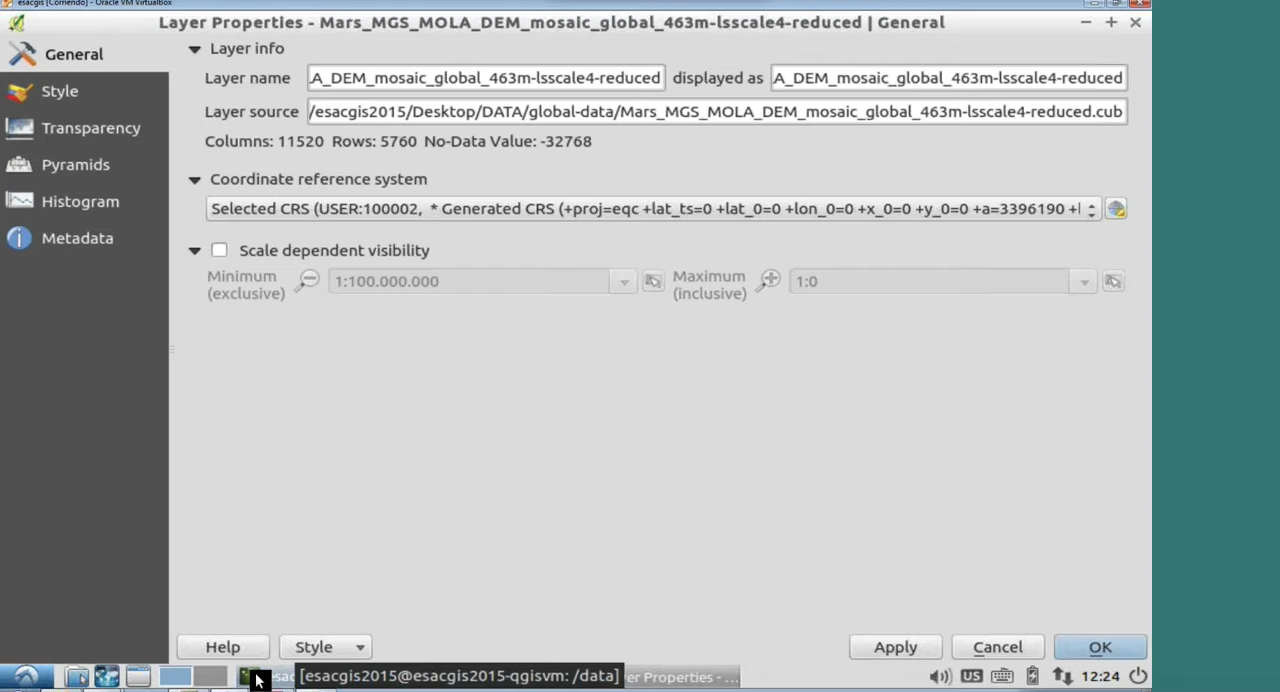 esacgis [Corriendo] - Oracle VM VirtualBox
Layer Properties - Mars_MGS_MOLA_DEM_mosaic_global_463m-lsscale4-reduced | General
General
Style
Transparency
Pyramids
Histogram
Metadata
Layer info
Layer name .A_DEM_mosaic_global_463m-lsscale4-reduced displayed as A_DEM_mosaic_global_463m-lsscale4-reduced
Layer source /esacgis2015/Desktop/DATA/global-data/Mars_MGS_MOLA_DEM_mosaic_global_463m-lsscale4-reduced.cub
Columns: 11520 Rows: 5760 No-Data Value: -32768
Coordinate reference system
Selected CRS (USER:100002, * Generated CRS (+proj=eqc +lat_ts=0 +lat_0=0 +lon_0=0 +x_0=0 +y_0=0 +a=3396190 +
Scale dependent visibility
Minimum (exclusive) 1:100.000.000 Maximum (inclusive) 1:0
Help Style Apply Cancel OK
[esacgis2015@esacgis2015-qgisvm: /data] er Properties - ... US 12:24